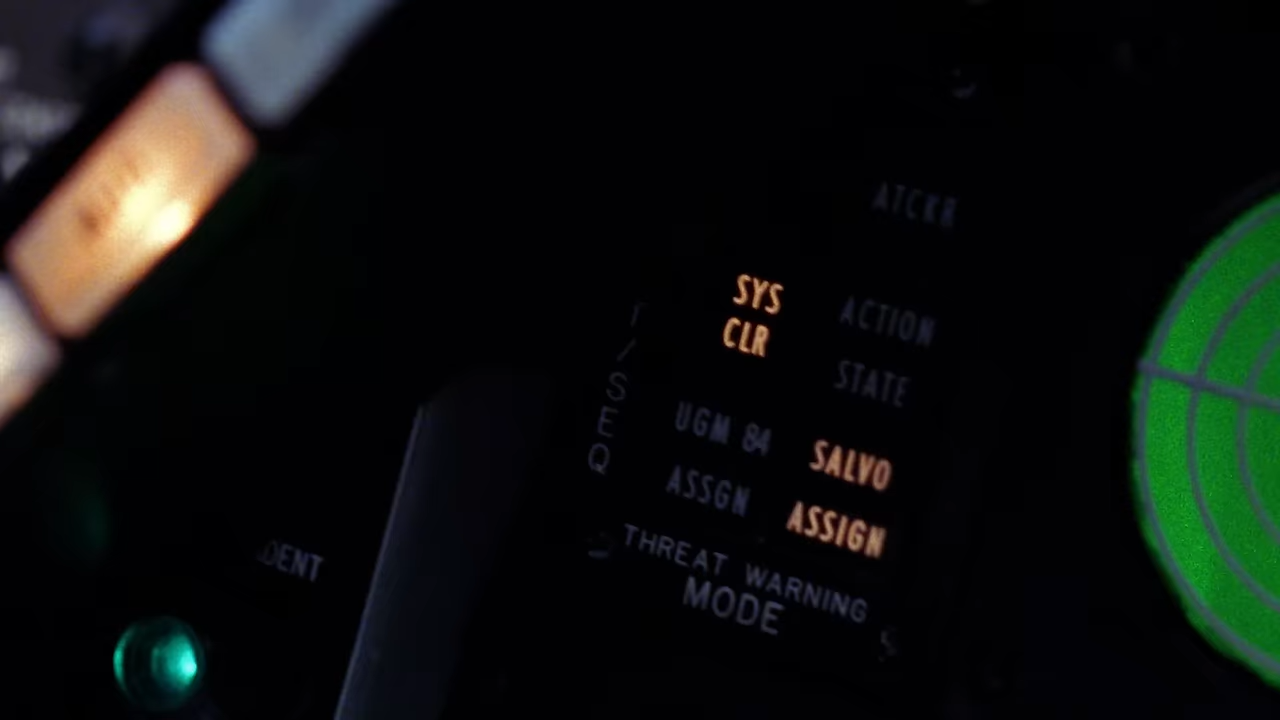 ATCKR
SYS
CLR
ACTION
STATE
/SEQ
UGM 84
ASSGN
SALVO
ASSIGN
THREAT WARNING
MODE
DENT